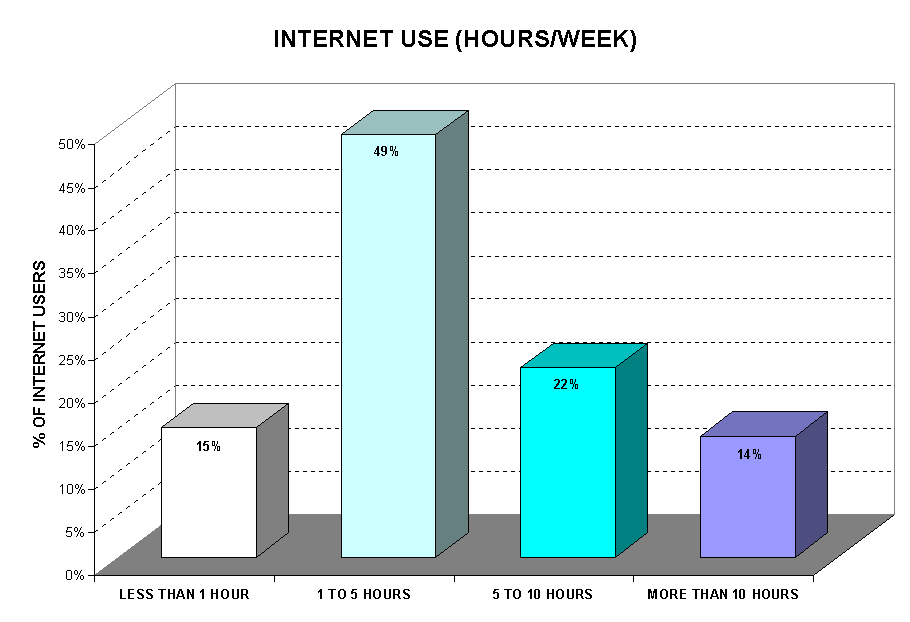 INTERNET USE (HOURS/WEEK)
% OF INTERNET USERS
50%
45%
40%
35%
30%
25%
20%
15%
10%
5%
0%
15%
49%
22%
14%
LESS THAN 1 HOUR
1 TO 5 HOURS
5 TO 10 HOURS
MORE THAN 10 HOURS